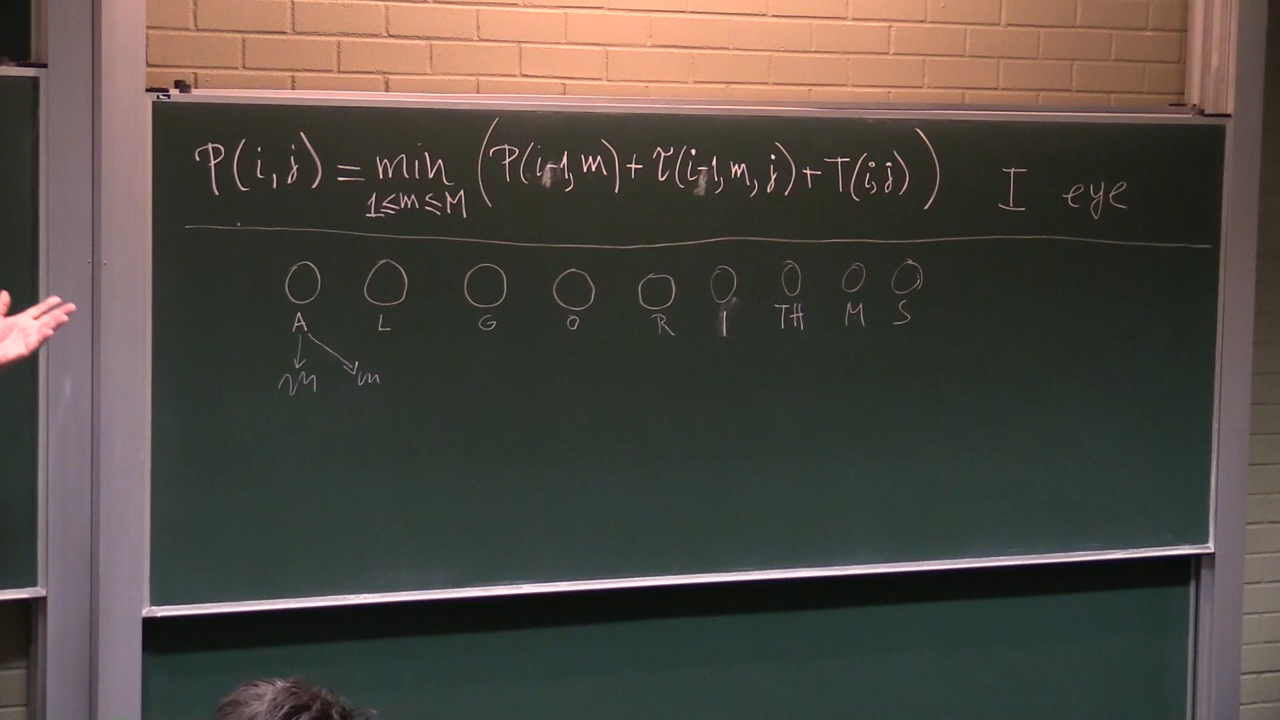 P(i,j) = min (P(i-1,m) + τ(i-1,m,j) + T(i,j)) I eye
1≤m≤M
A L G O R I TH M S